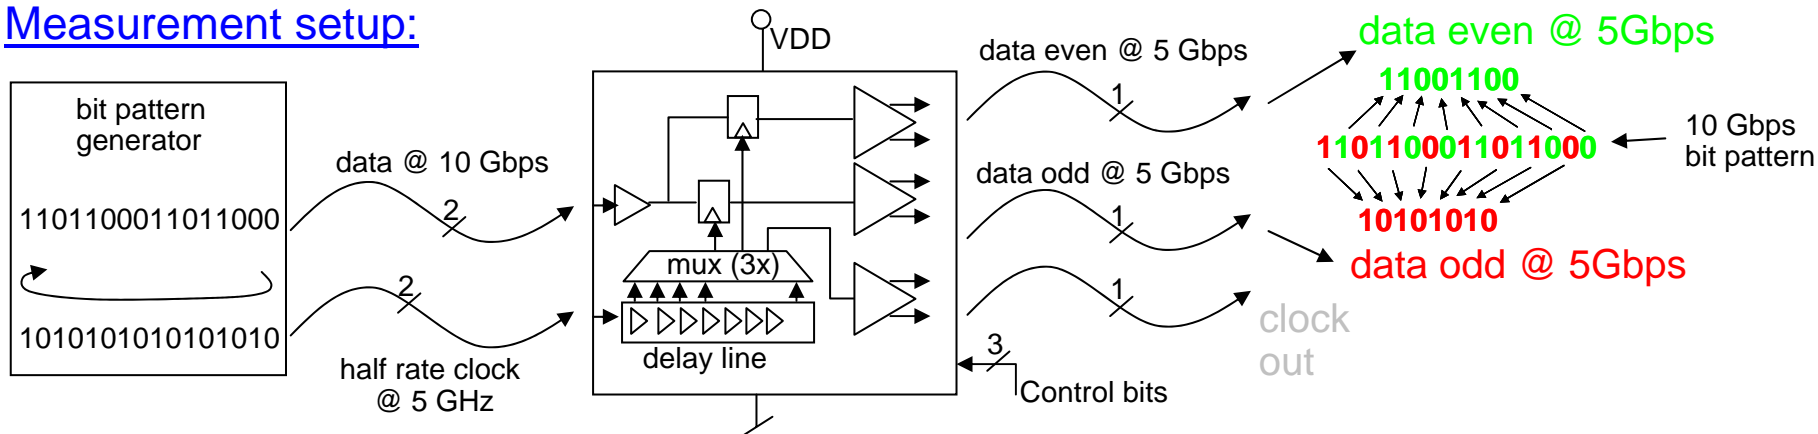 Measurement setup:
bit pattern
generator
1101100011011000
1010101010101010
data @ 10 Gbps
2
2
half rate clock
@ 5 GHz
VDD
mux (3x)
delay line
3
Control bits
data even @ 5 Gbps
1
data odd @ 5 Gbps
1
1
data even @ 5Gbps
11001100
1101100011011000
10 Gbps
bit pattern
10101010
data odd @ 5Gbps
clock
out